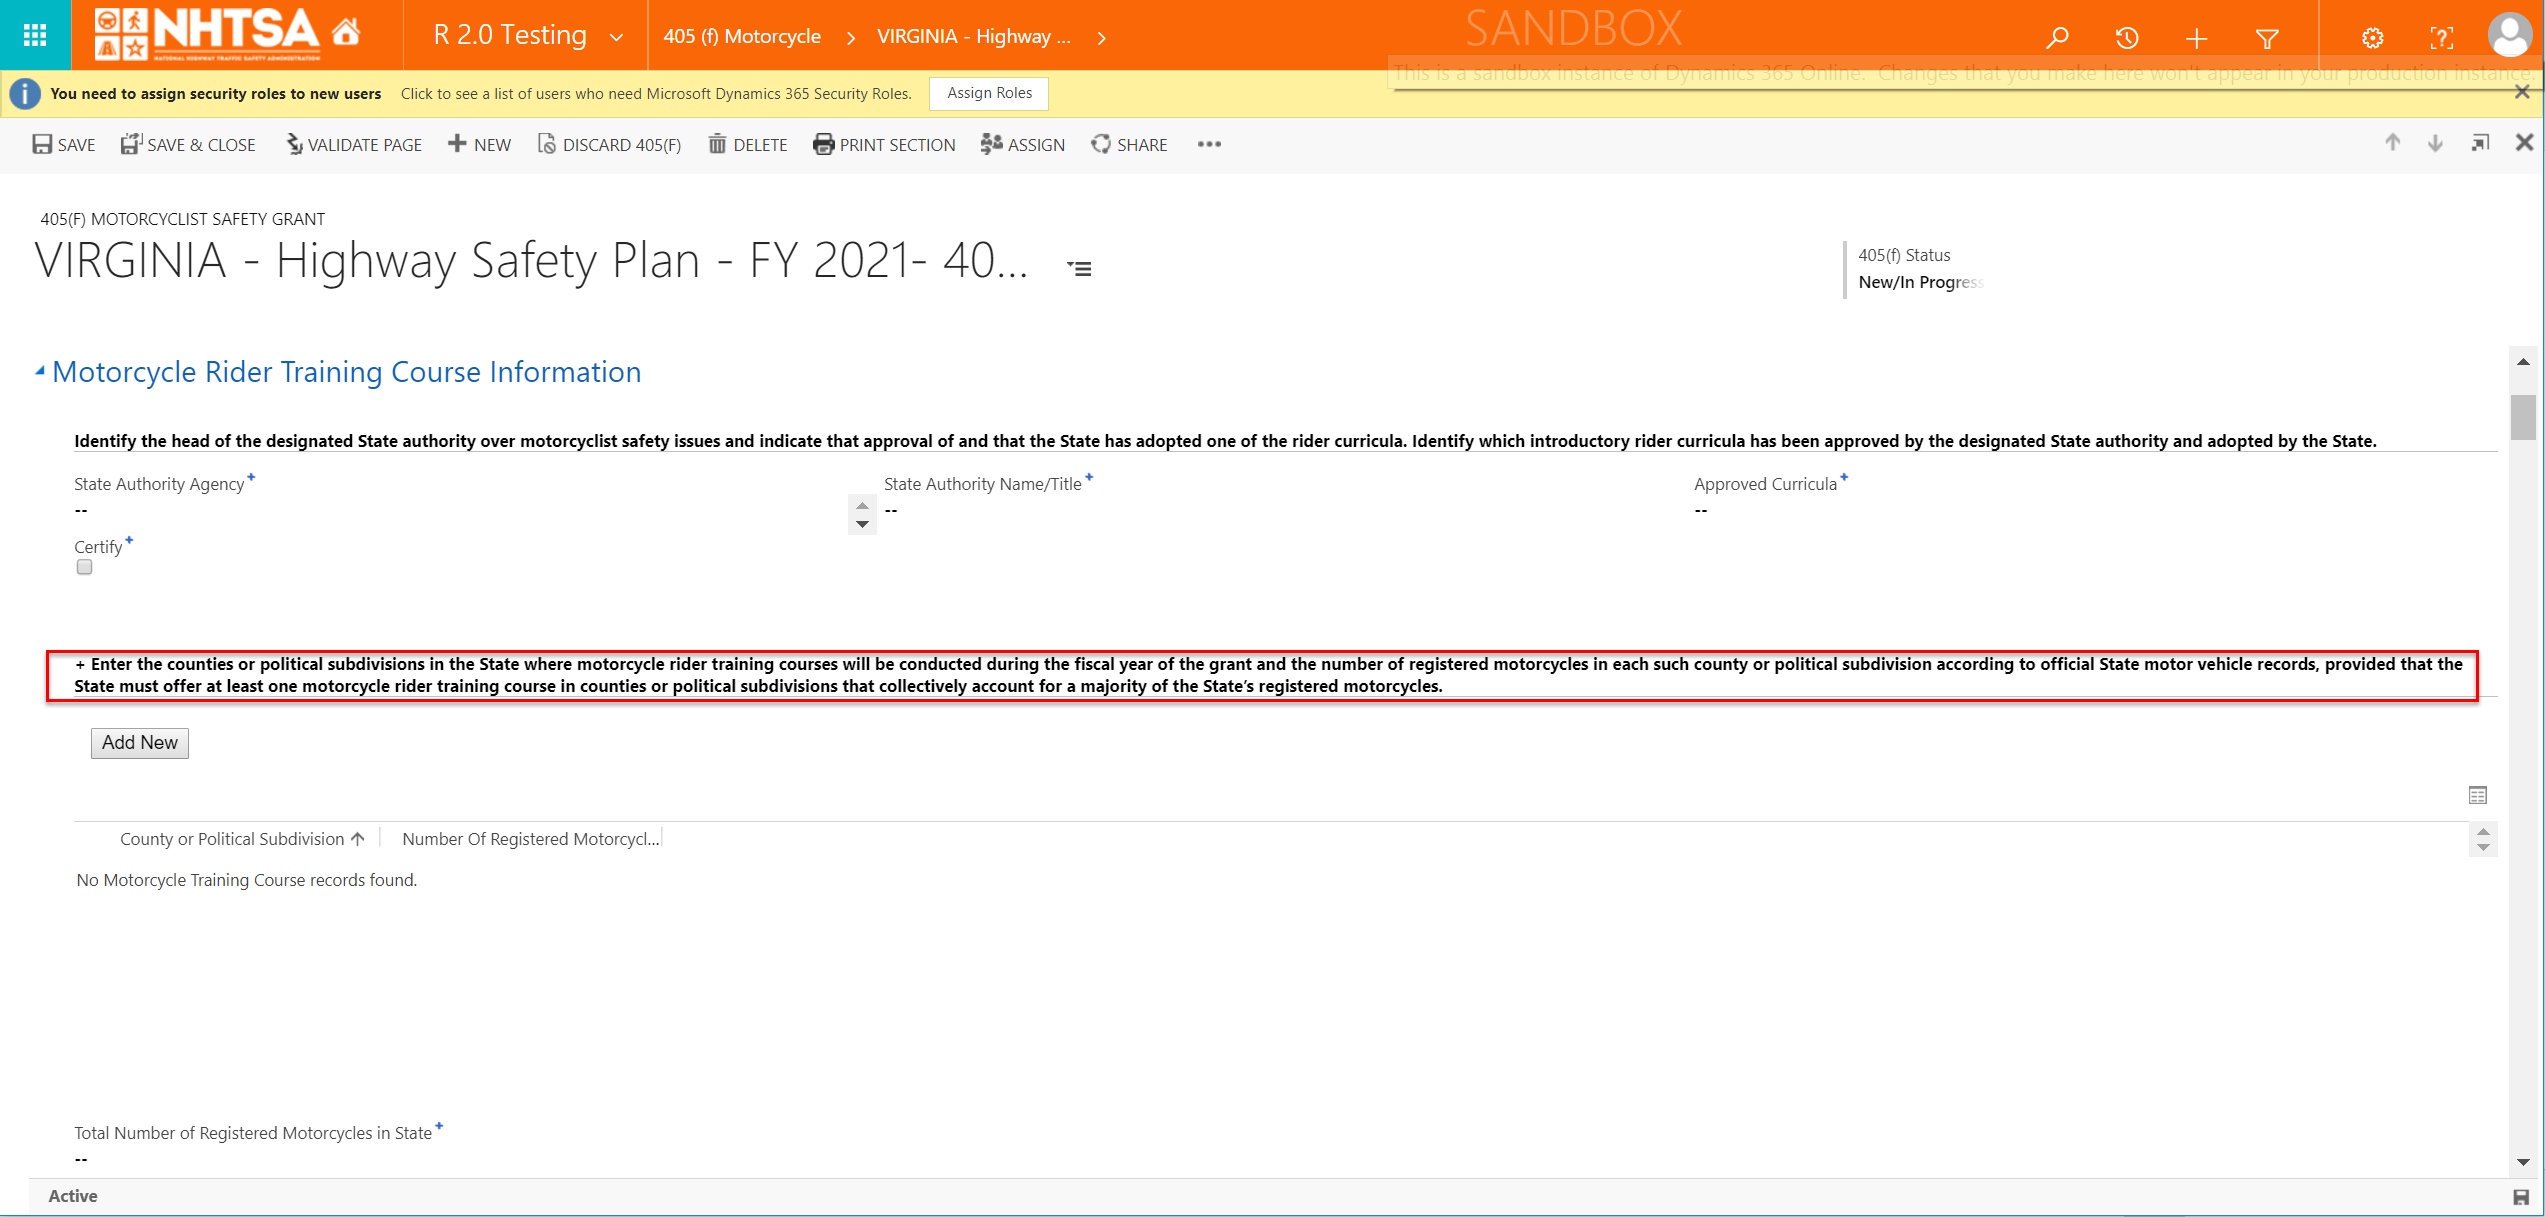 NHTSA
NATIONAL HIGHWAY TRAFFIC SAFETY ADMINISTRATION
R 2.0 Testing
405 (f) Motorcycle
VIRGINIA - Highway ...
SANDBOX
This is a sandbox instance of Dynamics 365 Online. Changes that you make here won't appear in your production instance.
You need to assign security roles to new users
Click to see a list of users who need Microsoft Dynamics 365 Security Roles.
Assign Roles
SAVE
SAVE & CLOSE
VALIDATE PAGE
NEW
DISCARD 405(F)
DELETE
PRINT SECTION
ASSIGN
SHARE
405(F) MOTORCYCLIST SAFETY GRANT
VIRGINIA - Highway Safety Plan - FY 2021- 40...
405(f) Status
New/In Progress
Motorcycle Rider Training Course Information
Identify the head of the designated State authority over motorcyclist safety issues and indicate that approval of and that the State has adopted one of the rider curricula. Identify which introductory rider curricula has been approved by the designated State authority and adopted by the State.
State Authority Agency+
State Authority Name/Title+
Approved Curricula+
--
--
--
Certify+
+ Enter the counties or political subdivisions in the State where motorcycle rider training courses will be conducted during the fiscal year of the grant and the number of registered motorcycles in each such county or political subdivision according to official State motor vehicle records, provided that the
State must offer at least one motorcycle rider training course in counties or political subdivisions that collectively account for a majority of the State's registered motorcycles.
Add New
County or Political Subdivision
Number Of Registered Motorcycl...
No Motorcycle Training Course records found.
Total Number of Registered Motorcycles in State+
--
Active